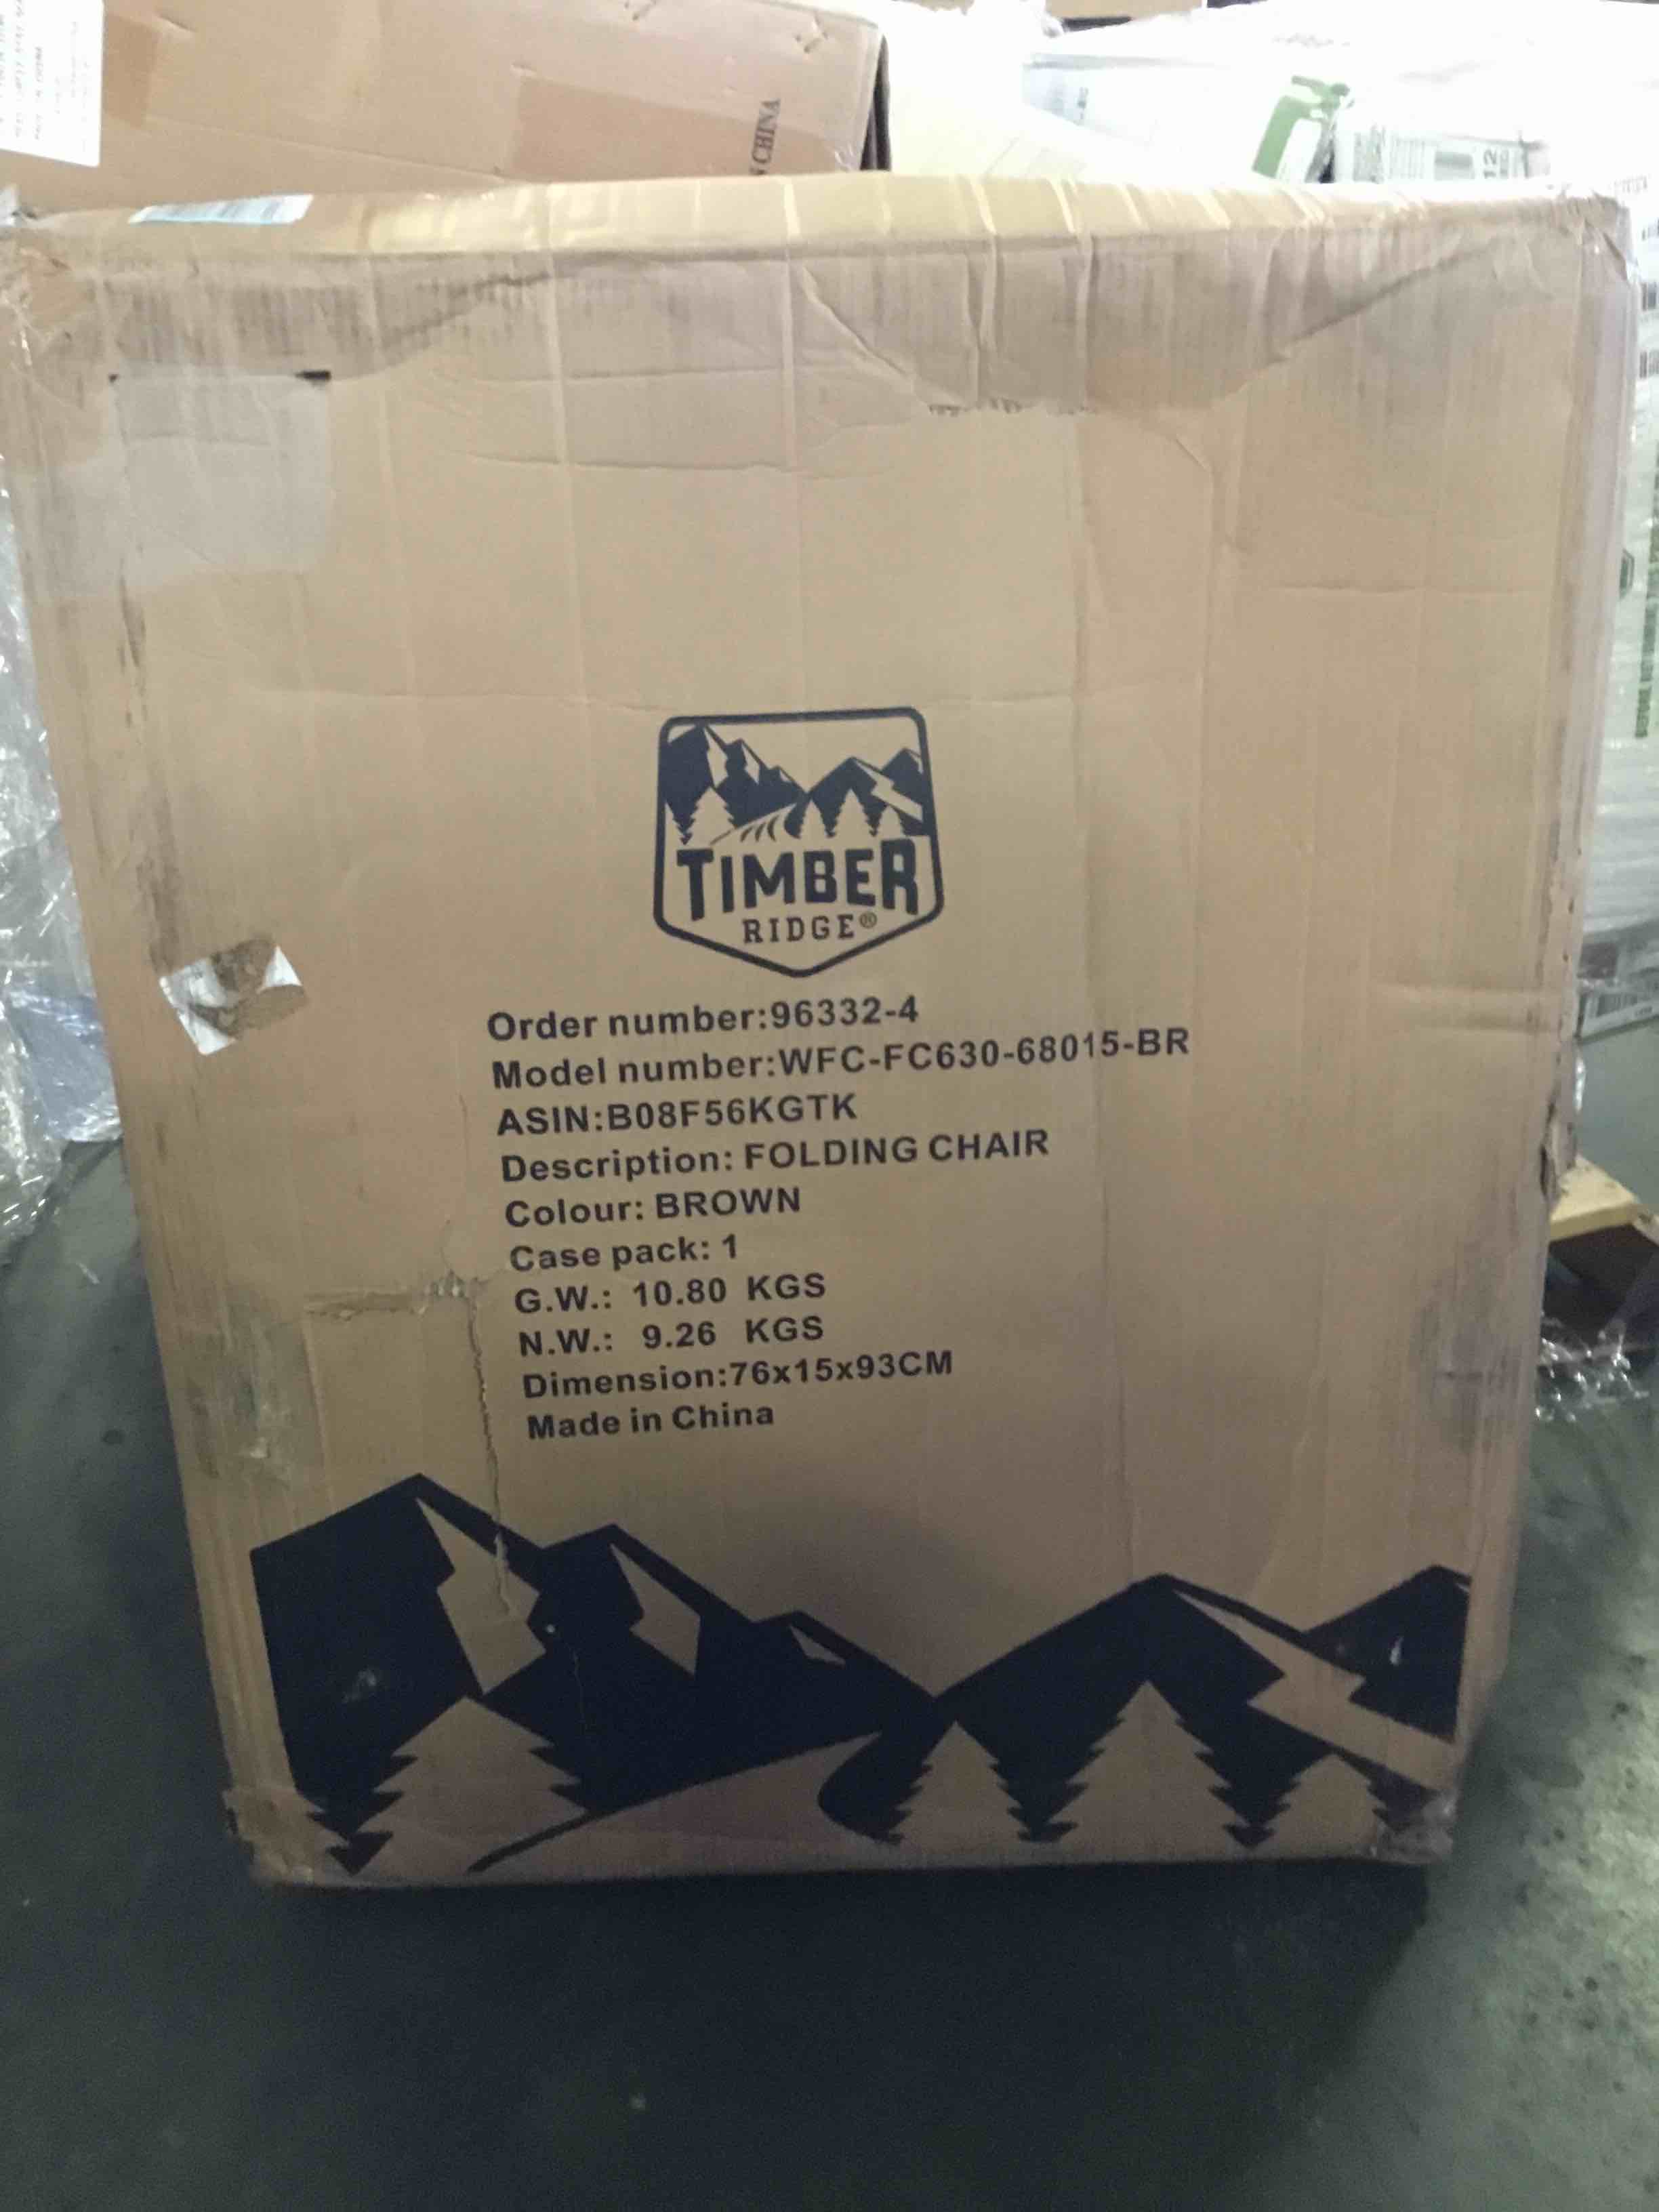 CHINA
TIMBER
RIDGE®
Order number:96332-4
Model number:WFC-FC630-68015-BR
ASIN:B08F56KGTK
Description: FOLDING CHAIR
Colour: BROWN
Case pack: 1
G.W.: 10.80 KGS
N.W.: 9.26 KGS
Dimension:76x15x93CM
Made in China